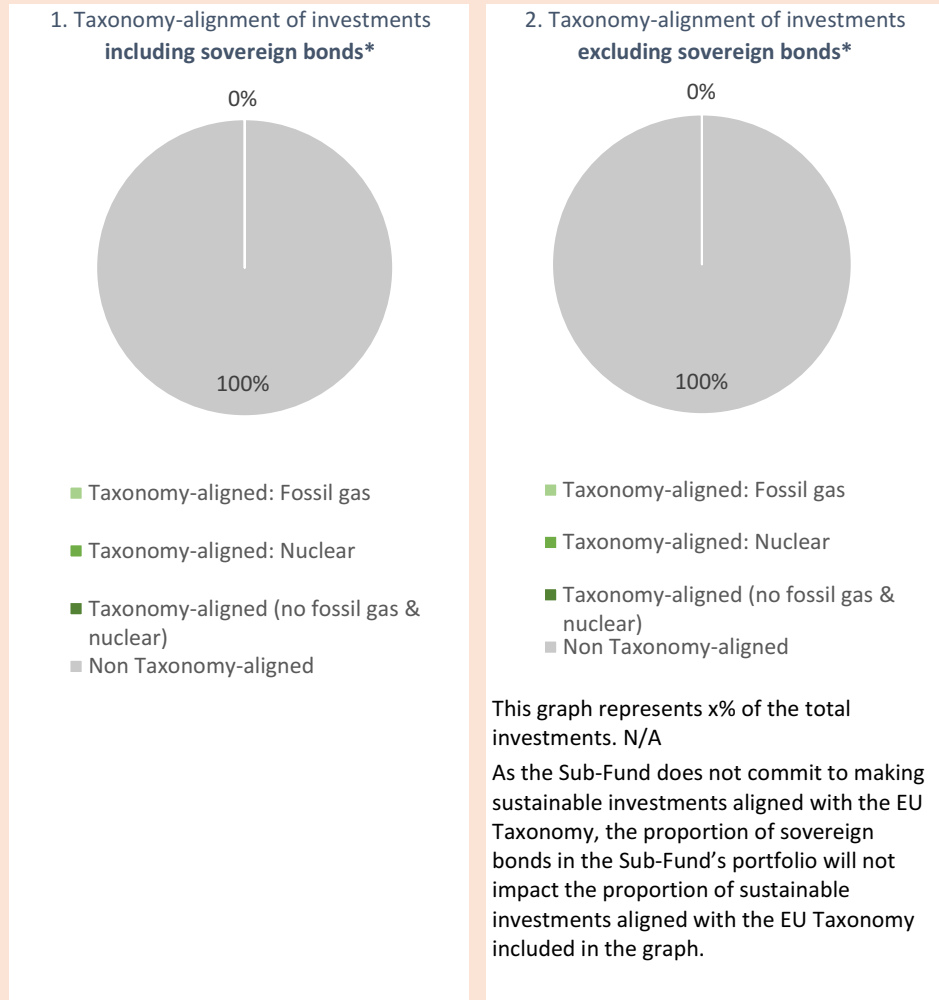 1. Taxonomy-alignment of investments
including sovereign bonds*
0%
100%
Taxonomy-aligned: Fossil gas
Taxonomy-aligned: Nuclear
Taxonomy-aligned (no fossil gas &
nuclear)
Non Taxonomy-aligned
2. Taxonomy-alignment of investments
excluding sovereign bonds*
0%
100%
Taxonomy-aligned: Fossil gas
Taxonomy-aligned: Nuclear
Taxonomy-aligned (no fossil gas &
nuclear)
Non Taxonomy-aligned
This graph represents x% of the total
investments. N/A
As the Sub-Fund does not commit to making
sustainable investments aligned with the EU
Taxonomy, the proportion of sovereign
bonds in the Sub-Fund’s portfolio will not
impact the proportion of sustainable
investments aligned with the EU Taxonomy
included in the graph.